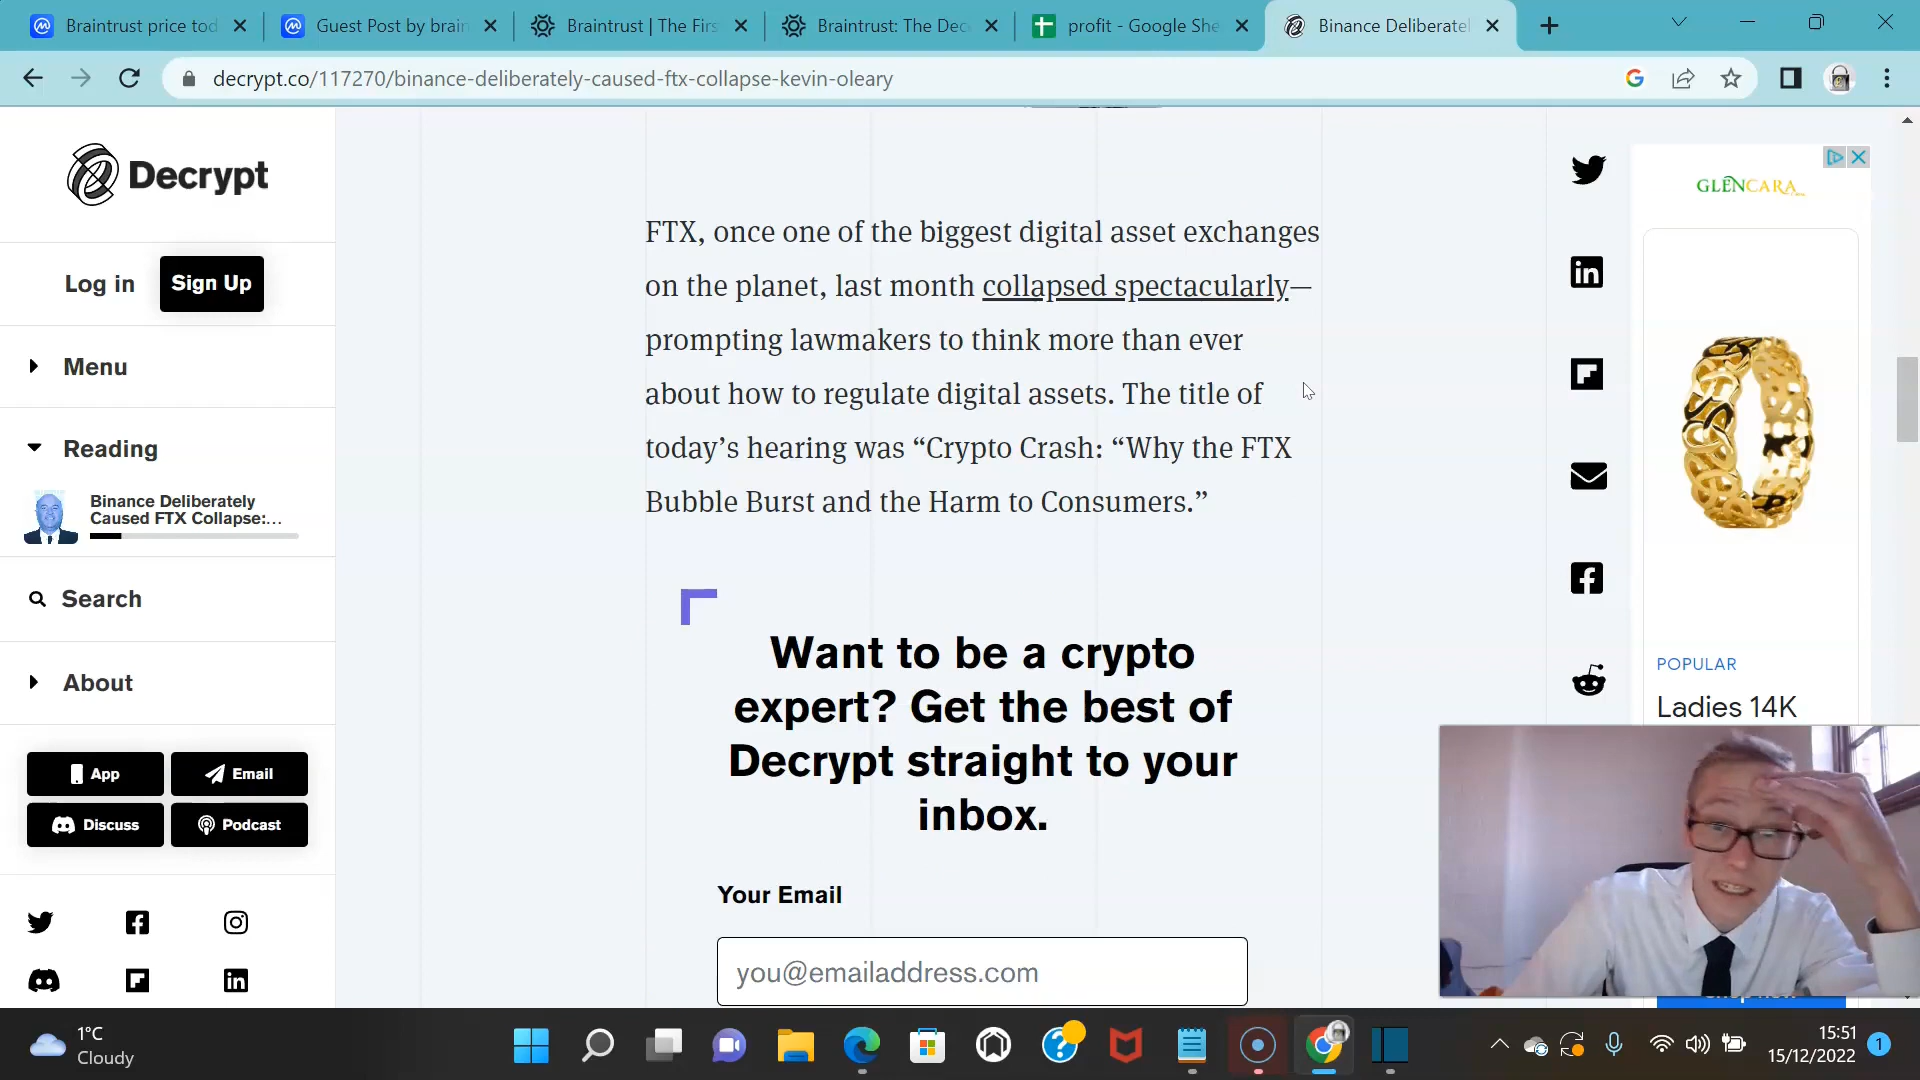 Braintrust price tod
Guest Post by brain
Braintrust | The Firs
Braintrust: The Dec
profit - Google She
Binance Deliberatel
decrypt.co/117270/binance-deliberately-caused-ftx-collapse-kevin-oleary
Decrypt
Log in
Sign Up
Menu
Reading
Binance Deliberately
Caused FTX Collapse:...
Search
About
App
Email
Discuss
Podcast
FTX, once one of the biggest digital asset exchanges
on the planet, last month collapsed spectacularly—
prompting lawmakers to think more than ever
about how to regulate digital assets. The title of
today’s hearing was “Crypto Crash: “Why the FTX
Bubble Burst and the Harm to Consumers.”
Want to be a crypto
expert? Get the best of
Decrypt straight to your
inbox.
Your Email
you@emailaddress.com
GLENCARA
POPULAR
Ladies 14K
1°C
Cloudy
15:51
15/12/2022
1